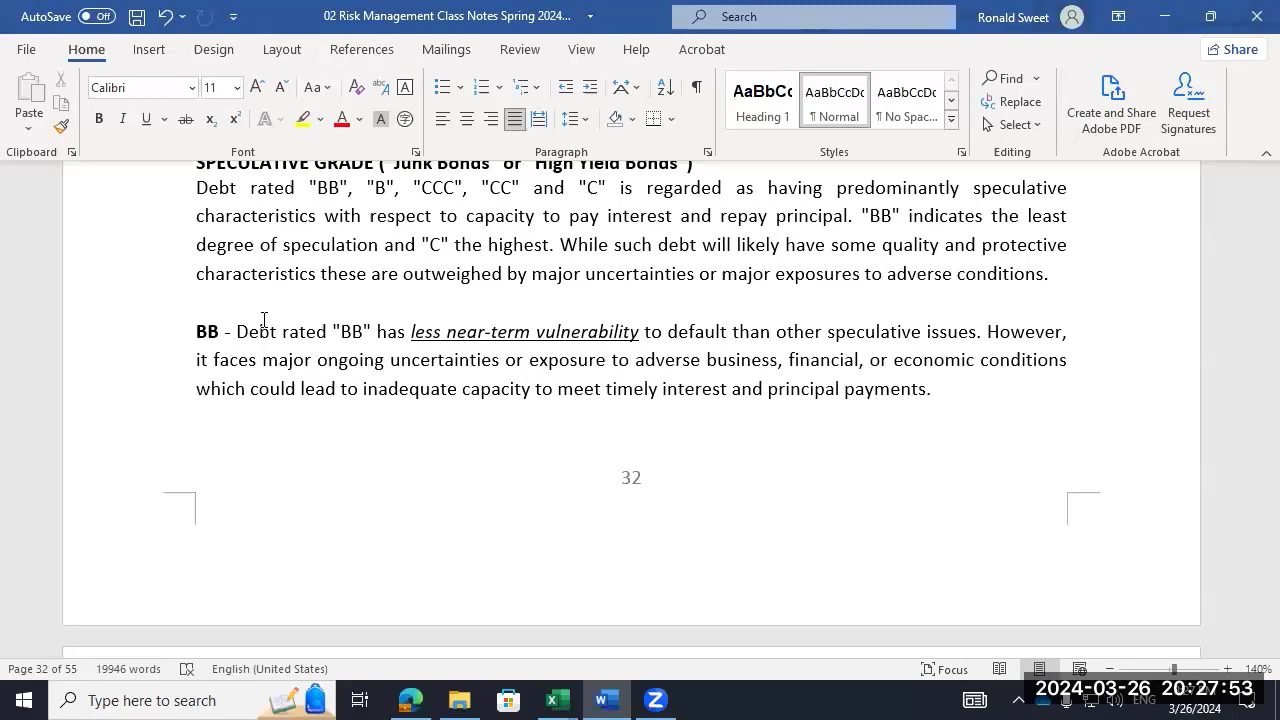 AutoSave Off 02 Risk Management Class Notes Spring 2024... Search Ronald Sweet
File Home Insert Design Layout References Mailings Review View Help Acrobat Share
Paste Calibri 11 AaBbCc AaBbCcDc AaBbCcDc Find
Heading 1 ¶ Normal ¶ No Spac... Replace Create and Share Adobe PDF Request Signatures
Select
Clipboard Font Paragraph Styles Editing Adobe Acrobat
SPECULATIVE GRADE ("Junk Bonds" or "High Yield Bonds")
Debt rated "BB", "B", "CCC", "CC" and "C" is regarded as having predominantly speculative
characteristics with respect to capacity to pay interest and repay principal. "BB" indicates the least
degree of speculation and "C" the highest. While such debt will likely have some quality and protective
characteristics these are outweighed by major uncertainties or major exposures to adverse conditions.
BB - Debt rated "BB" has less near-term vulnerability to default than other speculative issues. However,
it faces major ongoing uncertainties or exposure to adverse business, financial, or economic conditions
which could lead to inadequate capacity to meet timely interest and principal payments.
32
Page 32 of 55 19946 words English (United States) Focus 140%
Type here to search 2024-03-26 20:27:53 ENG
3/26/2024